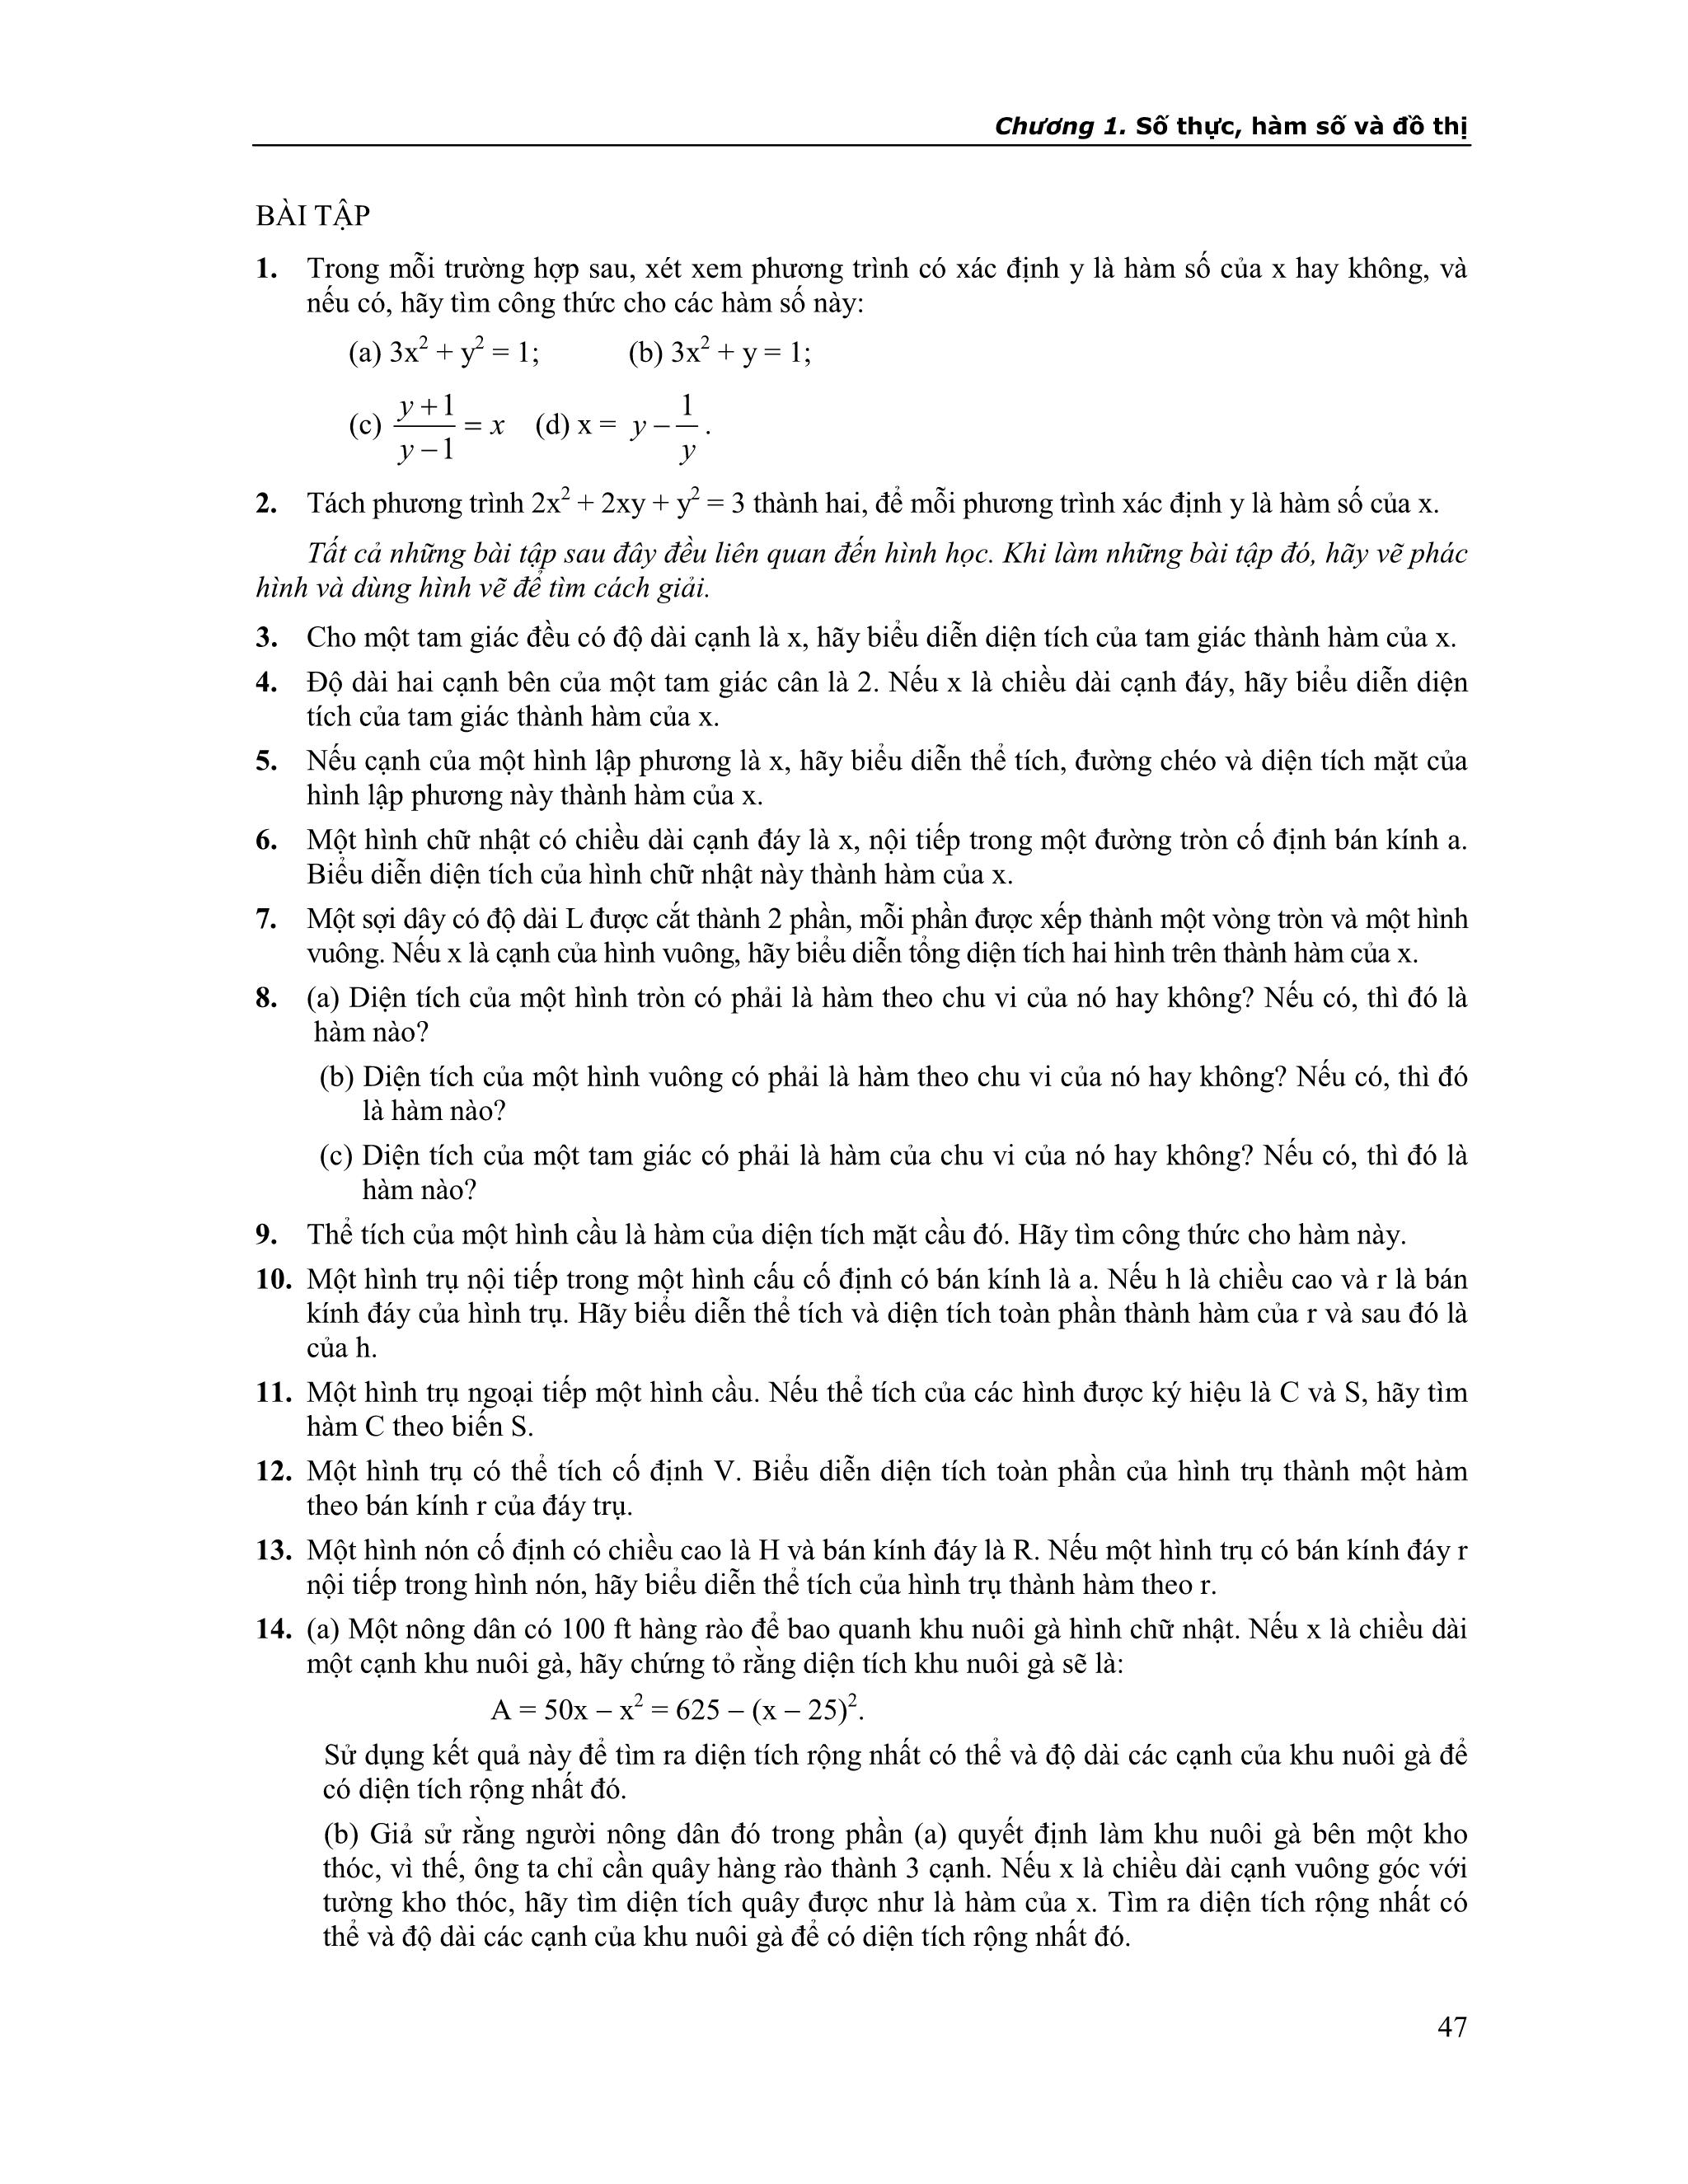 Chương 1. Số thực, hàm số và đồ thị
BÀI TẬP
1. Trong mỗi trường hợp sau, xét xem phương trình có xác định y là hàm số của x hay không, và
nếu có, hãy tìm công thức cho các hàm số này:
(a) 3x² + y² = 1; (b) 3x² + y = 1;
(c) \frac{y+1}{y-1} = x (d) x = y - \frac{1}{y}.
2. Tách phương trình 2x² + 2xy + y² = 3 thành hai, để mỗi phương trình xác định y là hàm số của x.
Tất cả những bài tập sau đây đều liên quan đến hình học. Khi làm những bài tập đó, hãy vẽ phác
hình và dùng hình vẽ để tìm cách giải.
3. Cho một tam giác đều có độ dài cạnh là x, hãy biểu diễn diện tích của tam giác thành hàm của x.
4. Độ dài hai cạnh bên của một tam giác cân là 2. Nếu x là chiều dài cạnh đáy, hãy biểu diễn diện
tích của tam giác thành hàm của x.
5. Nếu cạnh của một hình lập phương là x, hãy biểu diễn thể tích, đường chéo và diện tích mặt của
hình lập phương này thành hàm của x.
6. Một hình chữ nhật có chiều dài cạnh đáy là x, nội tiếp trong một đường tròn cố định bán kính a.
Biểu diễn diện tích của hình chữ nhật này thành hàm của x.
7. Một sợi dây có độ dài L được cắt thành 2 phần, mỗi phần được xếp thành một vòng tròn và một hình
vuông. Nếu x là cạnh của hình vuông, hãy biểu diễn tổng diện tích hai hình trên thành hàm của x.
8. (a) Diện tích của một hình tròn có phải là hàm theo chu vi của nó hay không? Nếu có, thì đó là
hàm nào?
(b) Diện tích của một hình vuông có phải là hàm theo chu vi của nó hay không? Nếu có, thì đó
là hàm nào?
(c) Diện tích của một tam giác có phải là hàm của chu vi của nó hay không? Nếu có, thì đó là
hàm nào?
9. Thể tích của một hình cầu là hàm của diện tích mặt cầu đó. Hãy tìm công thức cho hàm này.
10. Một hình trụ nội tiếp trong một hình cấu cố định có bán kính là a. Nếu h là chiều cao và r là bán
kính đáy của hình trụ. Hãy biểu diễn thể tích và diện tích toàn phần thành hàm của r và sau đó là
của h.
11. Một hình trụ ngoại tiếp một hình cầu. Nếu thể tích của các hình được ký hiệu là C và S, hãy tìm
hàm C theo biến S.
12. Một hình trụ có thể tích cố định V. Biểu diễn diện tích toàn phần của hình trụ thành một hàm
theo bán kính r của đáy trụ.
13. Một hình nón cố định có chiều cao là H và bán kính đáy là R. Nếu một hình trụ có bán kính đáy r
nội tiếp trong hình nón, hãy biểu diễn thể tích của hình trụ thành hàm theo r.
14. (a) Một nông dân có 100 ft hàng rào để bao quanh khu nuôi gà hình chữ nhật. Nếu x là chiều dài
một cạnh khu nuôi gà, hãy chứng tỏ rằng diện tích khu nuôi gà sẽ là:
A = 50x – x² = 625 – (x – 25)².
Sử dụng kết quả này để tìm ra diện tích rộng nhất có thể và độ dài các cạnh của khu nuôi gà để
có diện tích rộng nhất đó.
(b) Giả sử rằng người nông dân đó trong phần (a) quyết định làm khu nuôi gà bên một kho
thóc, vì thế, ông ta chỉ cần quây hàng rào thành 3 cạnh. Nếu x là chiều dài cạnh vuông góc với
tường kho thóc, hãy tìm diện tích quây được như là hàm của x. Tìm ra diện tích rộng nhất có
thể và độ dài các cạnh của khu nuôi gà để có diện tích rộng nhất đó.
47